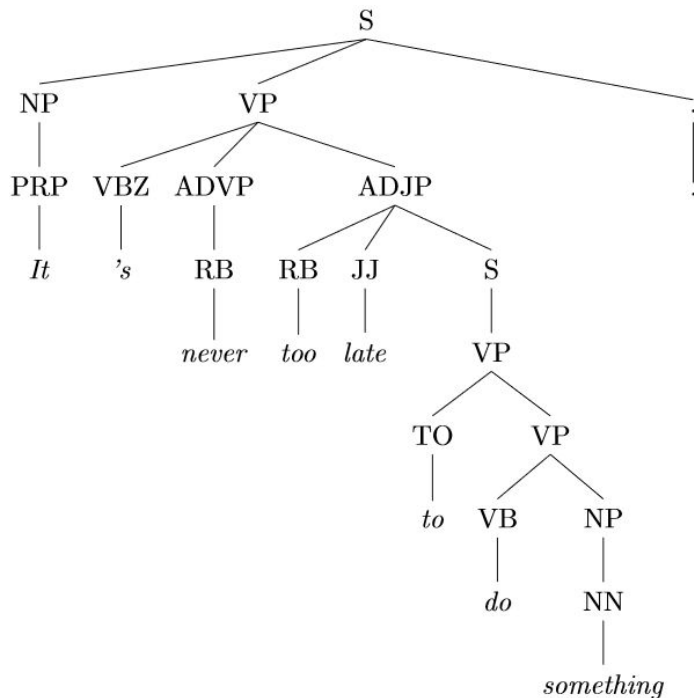 S
NP VP .
PRP VBZ ADVP ADJP .
It 's RB RB JJ S
never too late VP
TO VP
to VB NP
do NN
something